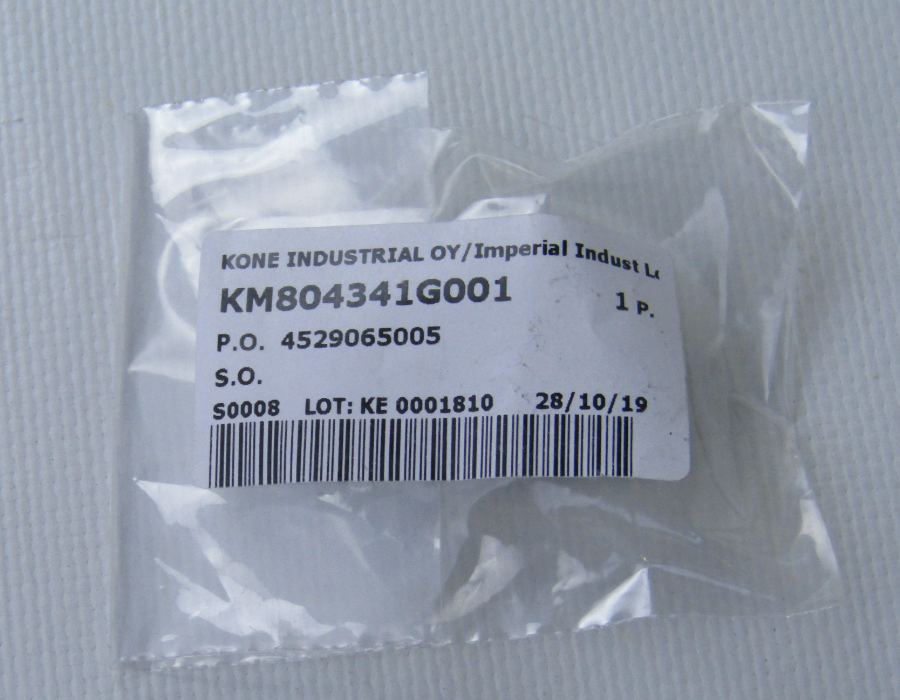 KONE INDUSTRIAL OY/Imperial Indust
KM804341G001 1 P.
P.O. 4529065005
S.O.
S0008 LOT: KE 0001810 28/10/19